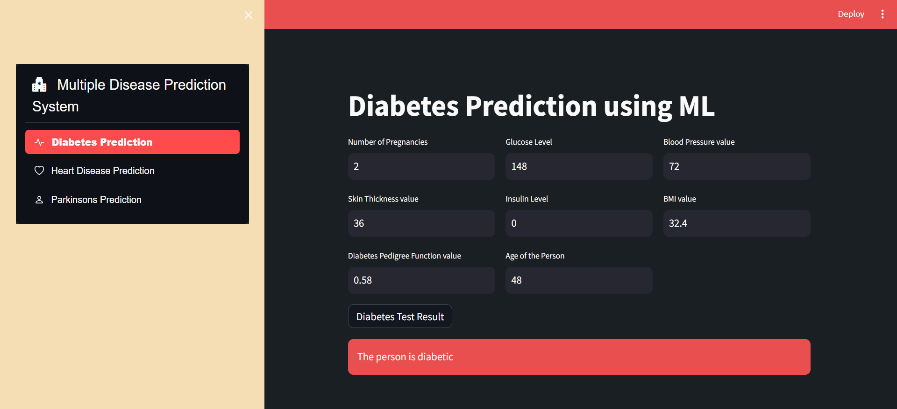 Deploy
Multiple Disease Prediction
System
Diabetes Prediction
Heart Disease Prediction
Parkinsons Prediction
Diabetes Prediction using ML
Number of Pregnancies
Glucose Level
Blood Pressure value
2
148
72
Skin Thickness value
Insulin Level
BMI value
36
0
32.4
Diabetes Pedigree Function value
Age of the Person
0.58
48
Diabetes Test Result
The person is diabetic